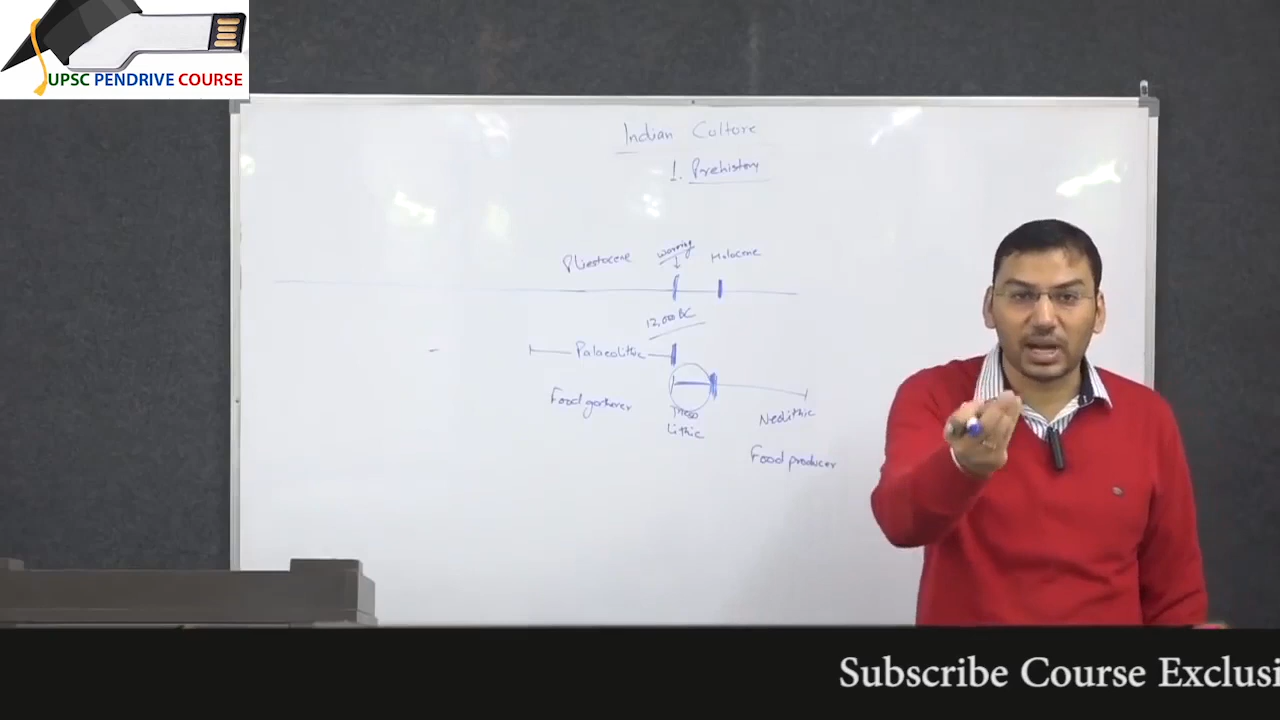 UPSC PENDRIVE COURSE
Indian Culture
1. Prehistory
Pliestocene warming Holocene
12,000 BC
Palaeolithic
Food gatherer
Meso
Lithic
Neolithic
Food producer
Subscribe Course Exclusi